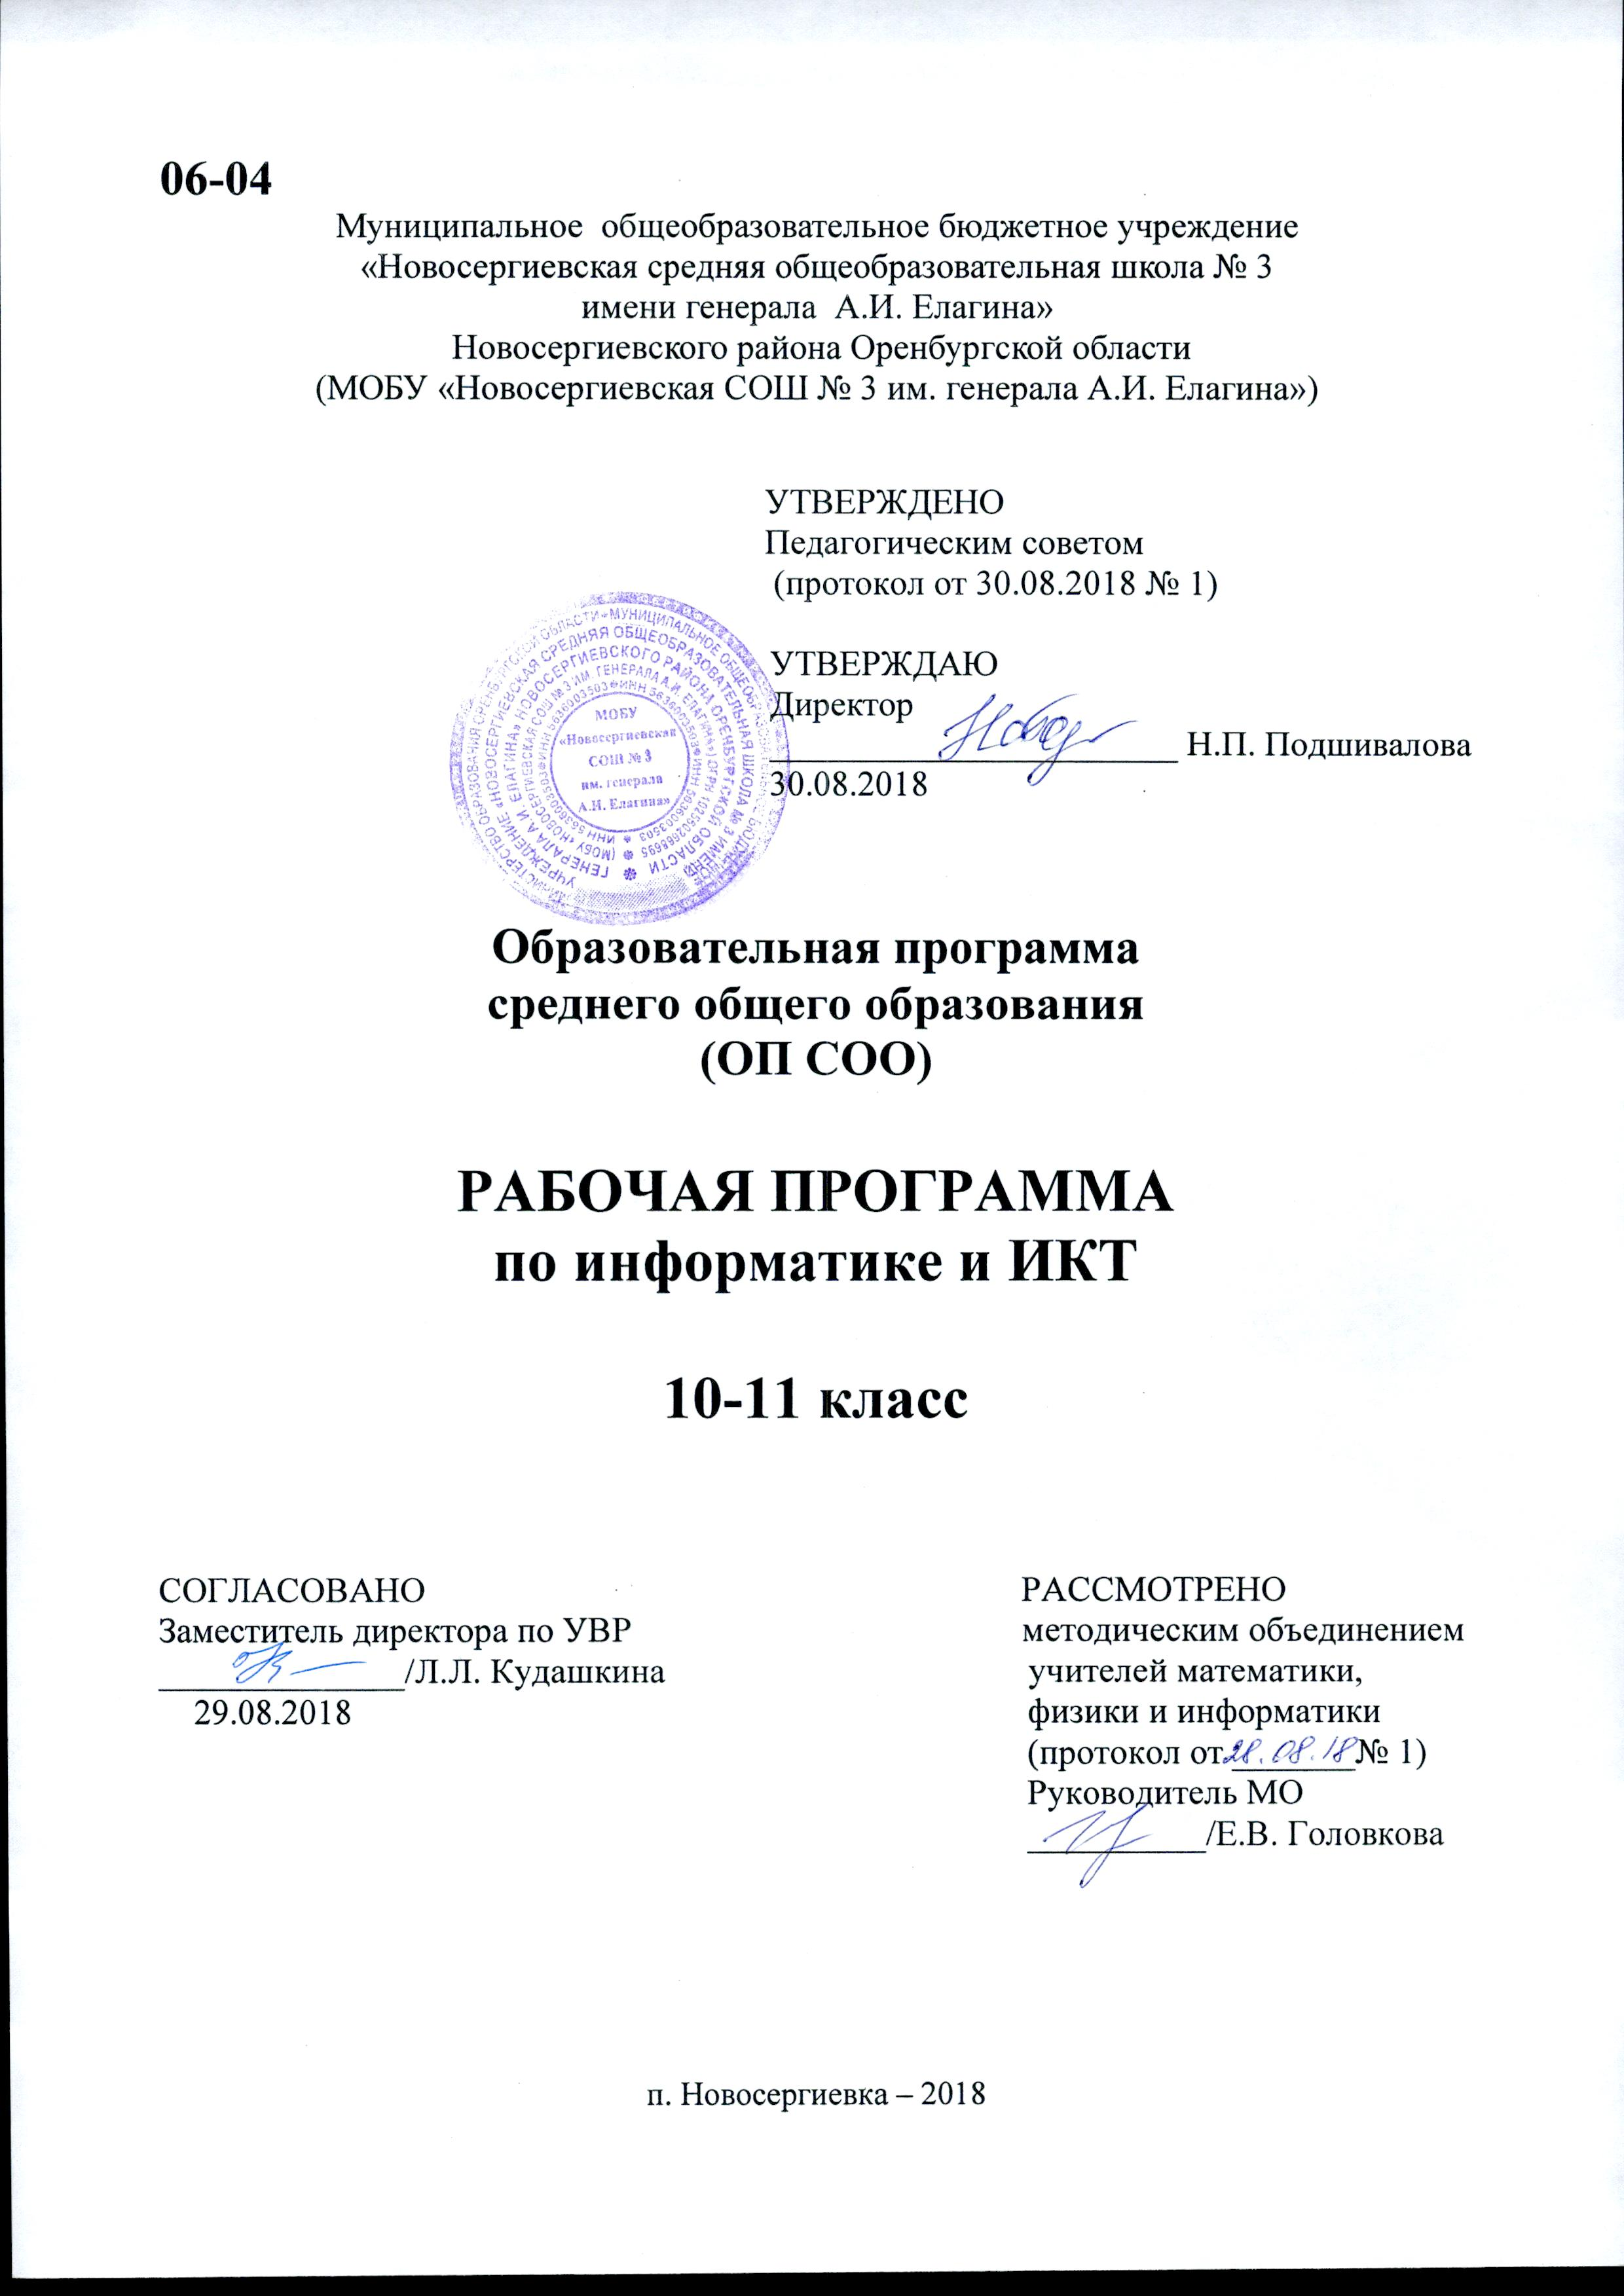 06-04
Муниципальное общеобразовательное бюджетное учреждение
«Новосергиевская средняя общеобразовательная школа № 3
имени генерала А.И. Елагина»
Новосергиевского района Оренбургской области
(МОБУ «Новосергиевская СОШ № 3 им. генерала А.И. Елагина»)
УТВЕРЖДЕНО
Педагогическим советом
(протокол от 30.08.2018 № 1)
УТВЕРЖДАЮ
Директор
Н.П. Подшивалова
30.08.2018
МОБУ
«Новосергиевская
СОШ № 3
им. генерала
А.И. Елагина»
Образовательная программа
среднего общего образования
(ОП СОО)
РАБОЧАЯ ПРОГРАММА
по информатике и ИКТ
10-11 класс
СОГЛАСОВАНО
Заместитель директора по УВР
/Л.Л. Кудашкина
29.08.2018
РАССМОТРЕНО
методическим объединением
учителей математики,
физики и информатики
(протокол от 28.08.18 № 1)
Руководитель МО
/Е.В. Головкова
п. Новосергиевка – 2018